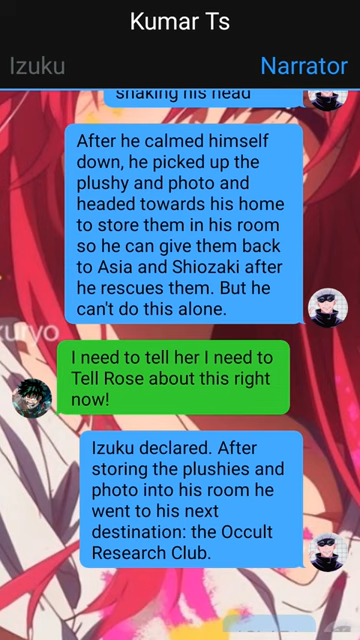 Kumar Ts
Izuku
Narrator
shaking his head
After he calmed himself
down, he picked up the
plushy and photo and
headed towards his home
to store them in his room
so he can give them back
to Asia and Shiozaki after
he rescues them. But he
can't do this alone.
kuryo
I need to tell her I need to
Tell Rose about this right
now!
Izuku declared. After
storing the plushies and
photo into his room he
went to his next
destination: the Occult
Research Club.